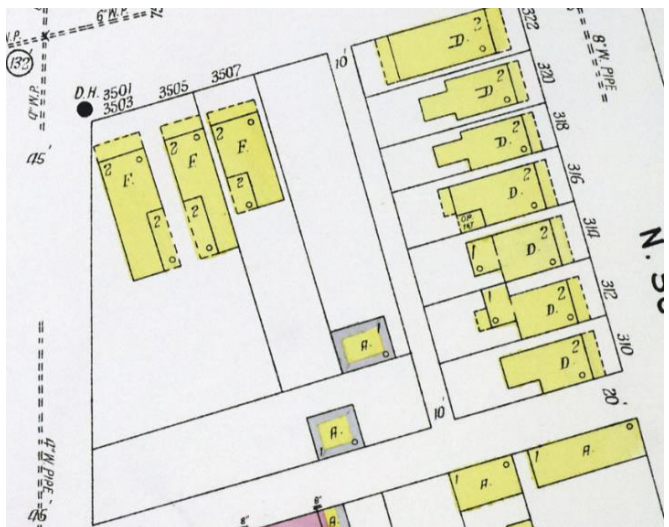 6" W.P.
132
4" W.P.
D.H.
3501
3503
3505
3507
45'
10'
322
320
318
316
314
312
310
8" W. PIPE
2
F.
2
2
F.
2
2
F.
2
2
D
2
D
2
D.
2
D.
2
D.
1
2
D.
1
2
D.
A.
1
A.
1
10'
20'
4" W. PIPE
45'
1
A.
1
A.
8"
8"
A.